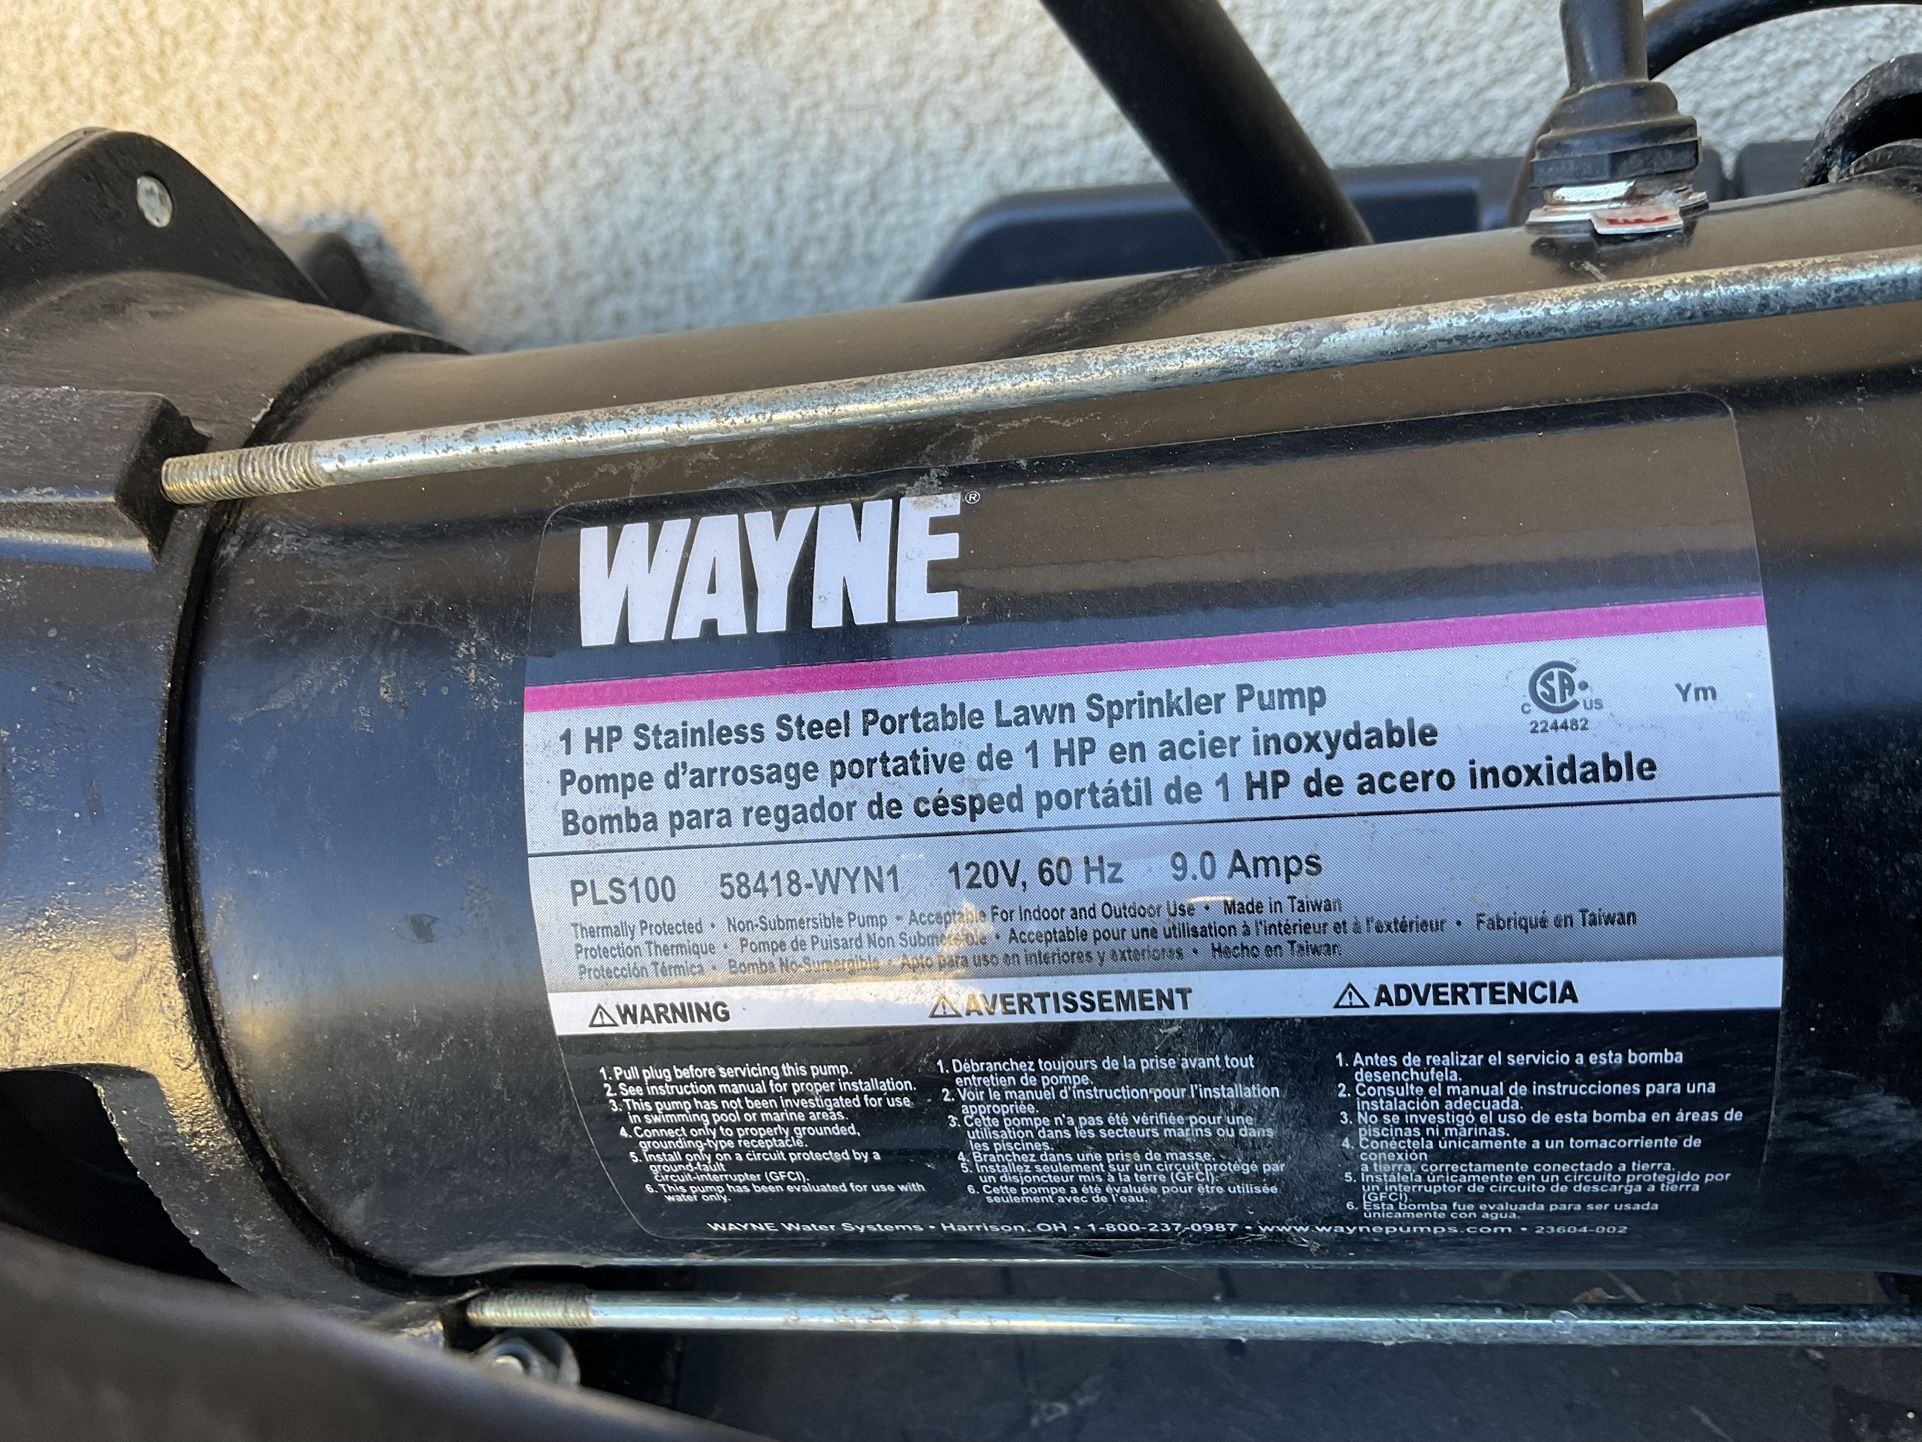 WAYNE®
1 HP Stainless Steel Portable Lawn Sprinkler Pump
Pompe d'arrosage portative de 1 HP en acier inoxydable
Bomba para regador de césped portátil de 1 HP de acero inoxidable
CSA C US
224482
Ym
PLS100 58418-WYN1 120V, 60 Hz 9.0 Amps
Thermally Protected • Non-Submersible Pump • Acceptable For Indoor and Outdoor Use • Made in Taiwan
Protection Thermique • Pompe de Puisard Non Submersible • Acceptable pour une utilisation à l'intérieur et à l'extérieur • Fabriqué en Taiwan
Protección Térmica • Bomba No-Sumergible • Apto para uso en interiores y exteriores • Hecho en Taiwan
⚠WARNING
1. Pull plug before servicing this pump.
2. See instruction manual for proper installation.
3. This pump has not been investigated for use
in swimming pool or marine areas.
4. Connect only to properly grounded,
grounding-type receptacle.
5. Install only on a circuit protected by a
ground-fault
circuit-interrupter (GFCI).
6. This pump has been evaluated for use with
water only.
⚠AVERTISSEMENT
1. Débranchez toujours de la prise avant tout
entretien de pompe.
2. Voir le manuel d'instruction pour l'installation
appropriée.
3. Cette pompe n'a pas été vérifiée pour une
utilisation dans les secteurs marins ou dans
les piscines.
4. Branchez dans une prise de masse.
5. Installez seulement sur un circuit protégé par
un disjoncteur mis à la terre (GFCI).
6. Cette pompe a été évaluée pour être utilisée
seulement avec de l'eau.
⚠ADVERTENCIA
1. Antes de realizar el servicio a esta bomba
desenchúfela.
2. Consulte el manual de instrucciones para una
instalación adecuada.
3. No se investigó el uso de esta bomba en áreas de
piscinas ni marinas.
4. Conéctela únicamente a un tomacorriente de
conexión
a tierra, correctamente conectado a tierra.
5. Instálela únicamente en un circuito protegido por
un interruptor de circuito de descarga a tierra
(GFCI).
6. Esta bomba fue evaluada para ser usada
únicamente con agua.
WAYNE Water Systems • Harrison, OH • 1-800-237-0987 • www.waynepumps.com • 23604-002